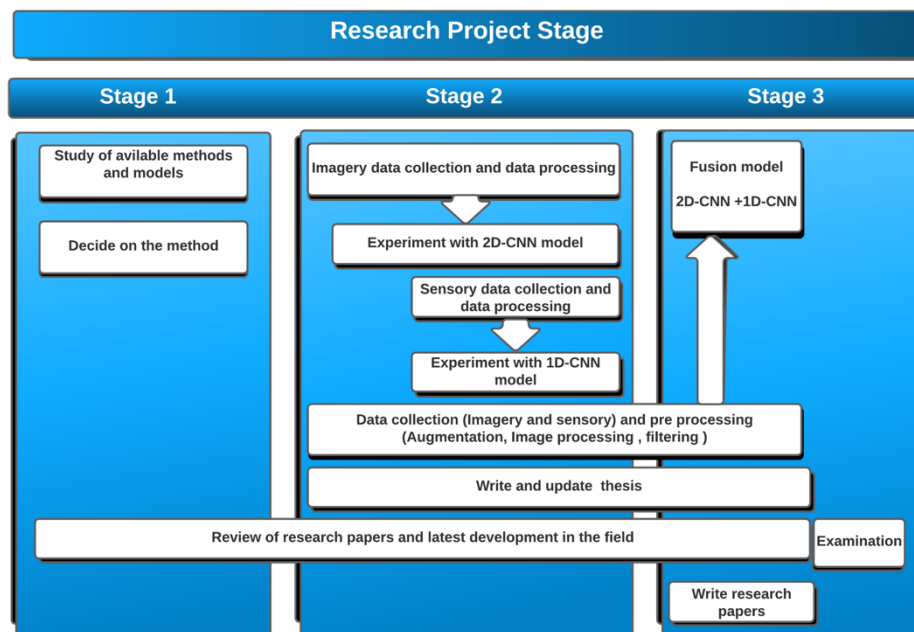 Research Project Stage
Stage 1
Stage 2
Stage 3
Study of avilable methods
and models
Decide on the method
Imagery data collection and data processing
Experiment with 2D-CNN model
Sensory data collection and
data processing
Experiment with 1D-CNN
model
Fusion model
2D-CNN +1D-CNN
Data collection (Imagery and sensory) and pre processing
(Augmentation, Image processing , filtering )
Write and update  thesis
Review of research papers and latest development in the field
Examination
Write research
papers